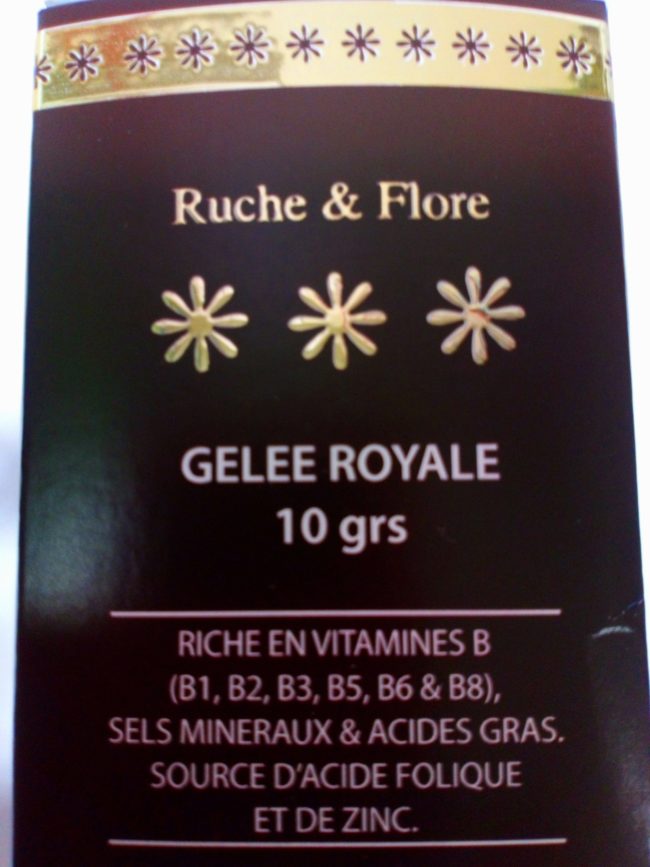 Ruche & Flore
GELEE ROYALE
10 grs
RICHE EN VITAMINES B
(B1, B2, B3, B5, B6 & B8),
SELS MINERAUX & ACIDES GRAS.
SOURCE D'ACIDE FOLIQUE
ET DE ZINC.